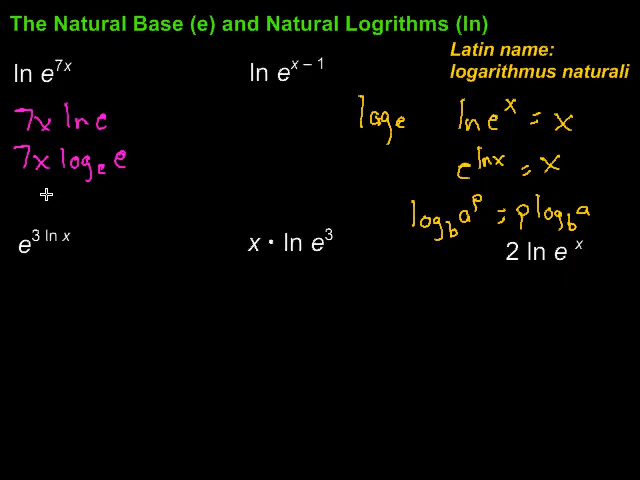 The Natural Base (e) and Natural Logrithms (ln)
Latin name:
logarithmus naturali
ln e^{7x}
ln e^{x – 1}
7x ln e
7x log_e e
log_e
ln e^x = x
e^{ln x} = x
log_b a^p = p log_b a
e^{3 ln x}
x • ln e^3
2 ln e^x